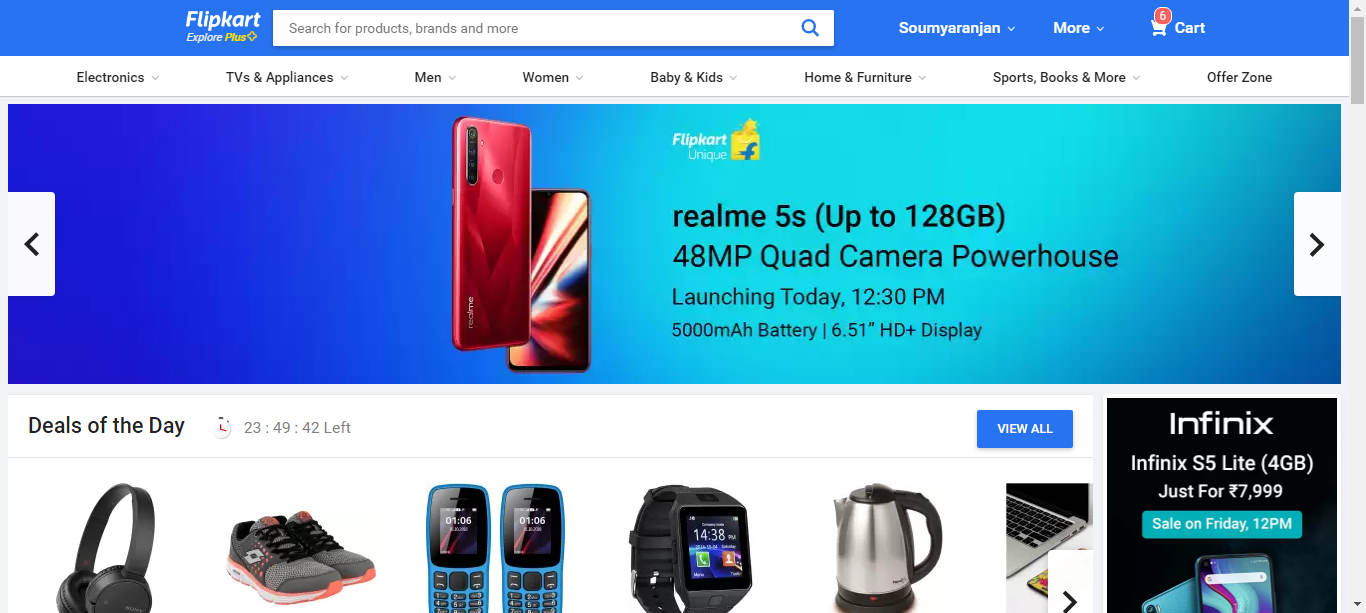 Flipkart
Explore Plus
Search for products, brands and more
Soumyaranjan
More
6
Cart
Electronics
TVs & Appliances
Men
Women
Baby & Kids
Home & Furniture
Sports, Books & More
Offer Zone
Flipkart
Unique
realme 5s (Up to 128GB)
48MP Quad Camera Powerhouse
Launching Today, 12:30 PM
5000mAh Battery | 6.51” HD+ Display
realme
Deals of the Day
23 : 49 : 42 Left
VIEW ALL
01:06
01:06
14:38 PM
Infinix
Infinix S5 Lite (4GB)
Just For ₹7,999
Sale on Friday, 12PM